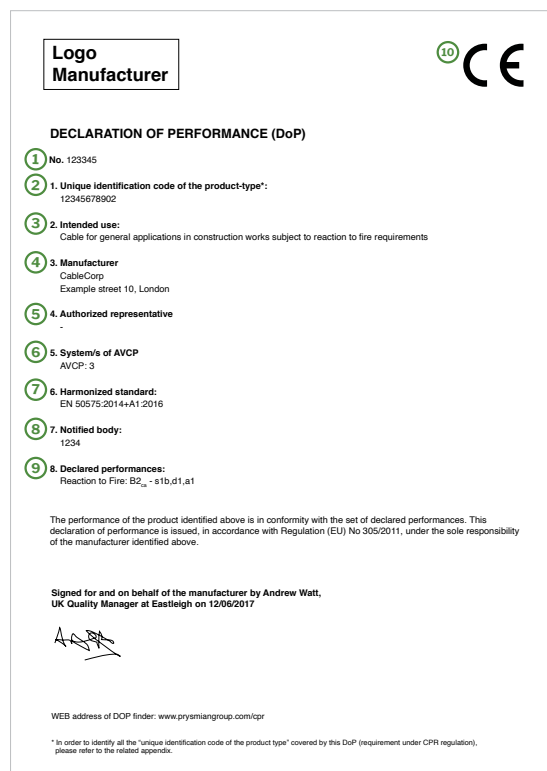 Logo
Manufacturer
10 CE
DECLARATION OF PERFORMANCE (DoP)
1 No. 123345
2 1. Unique identification code of the product-type*:
12345678902
3 2. Intended use:
Cable for general applications in construction works subject to reaction to fire requirements
4 3. Manufacturer
CableCorp
Example street 10, London
5 4. Authorized representative
-
6 5. System/s of AVCP
AVCP: 3
7 6. Harmonized standard:
EN 50575:2014+A1:2016
8 7. Notified body:
1234
9 8. Declared performances:
Reaction to Fire: B2ca - s1b,d1,a1
The performance of the product identified above is in conformity with the set of declared performances. This
declaration of performance is issued, in accordance with Regulation (EU) No 305/2011, under the sole responsibility
of the manufacturer identified above.
Signed for and on behalf of the manufacturer by Andrew Watt,
UK Quality Manager at Eastleigh on 12/06/2017
WEB address of DOP finder: www.prysmiangroup.com/cpr
* In order to identify all the "unique identification code of the product type" covered by this DoP (requirement under CPR regulation),
please refer to the related appendix.